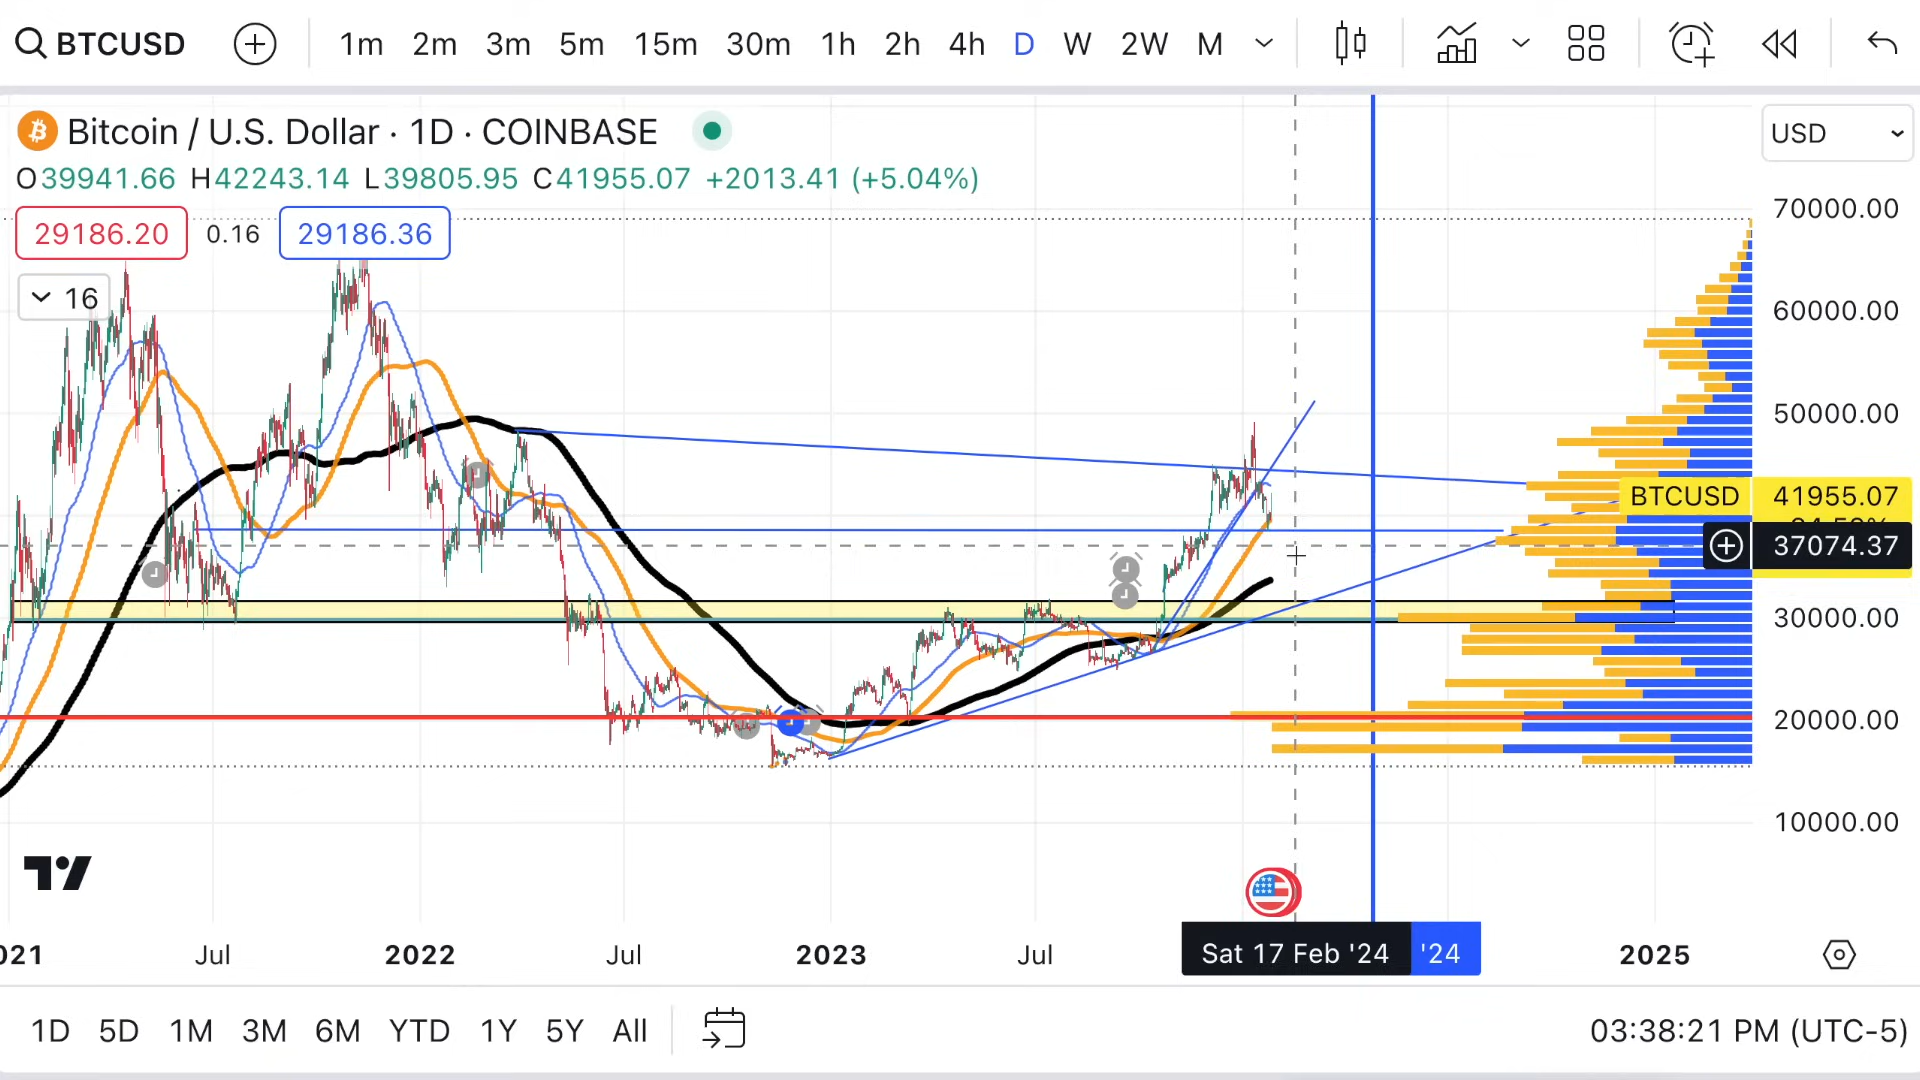 BTCUSD 1m 2m 3m 5m 15m 30m 1h 2h 4h D W 2W M
Bitcoin / U.S. Dollar · 1D · COINBASE
USD
O39941.66 H42243.14 L39805.95 C41955.07 +2013.41 (+5.04%)
29186.20 0.16 29186.36
16
70000.00
60000.00
50000.00
BTCUSD 41955.07
37074.37
30000.00
20000.00
10000.00
021 Jul 2022 Jul 2023 Jul Sat 17 Feb '24 '24 2025
1D 5D 1M 3M 6M YTD 1Y 5Y All 03:38:21 PM (UTC-5)